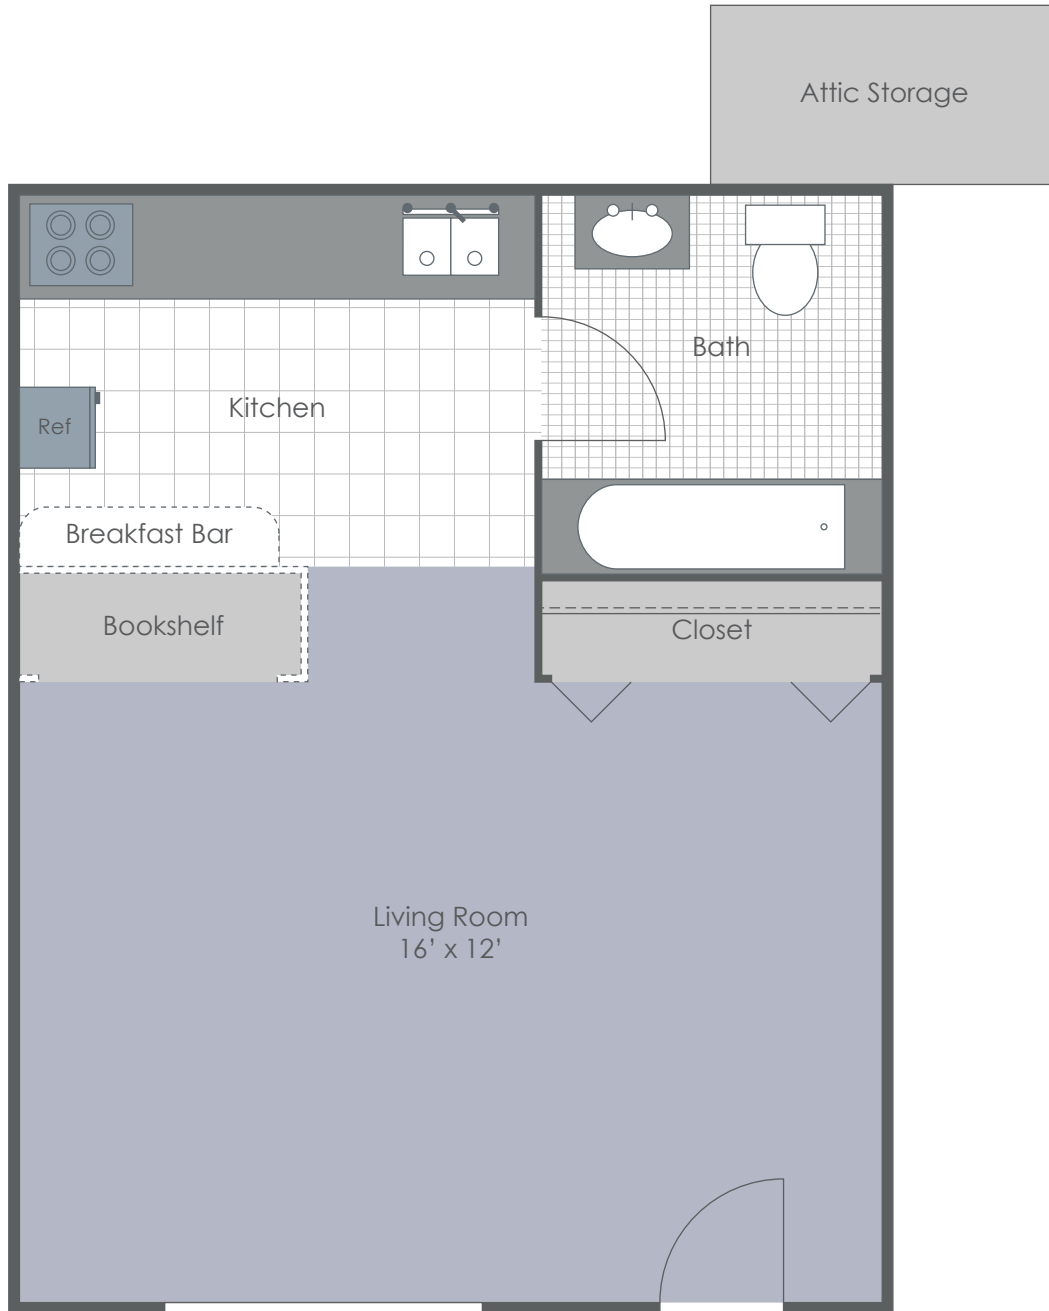 Attic Storage
Bath
Kitchen
Ref
Breakfast Bar
Bookshelf
Closet
Living Room
16’ x 12’